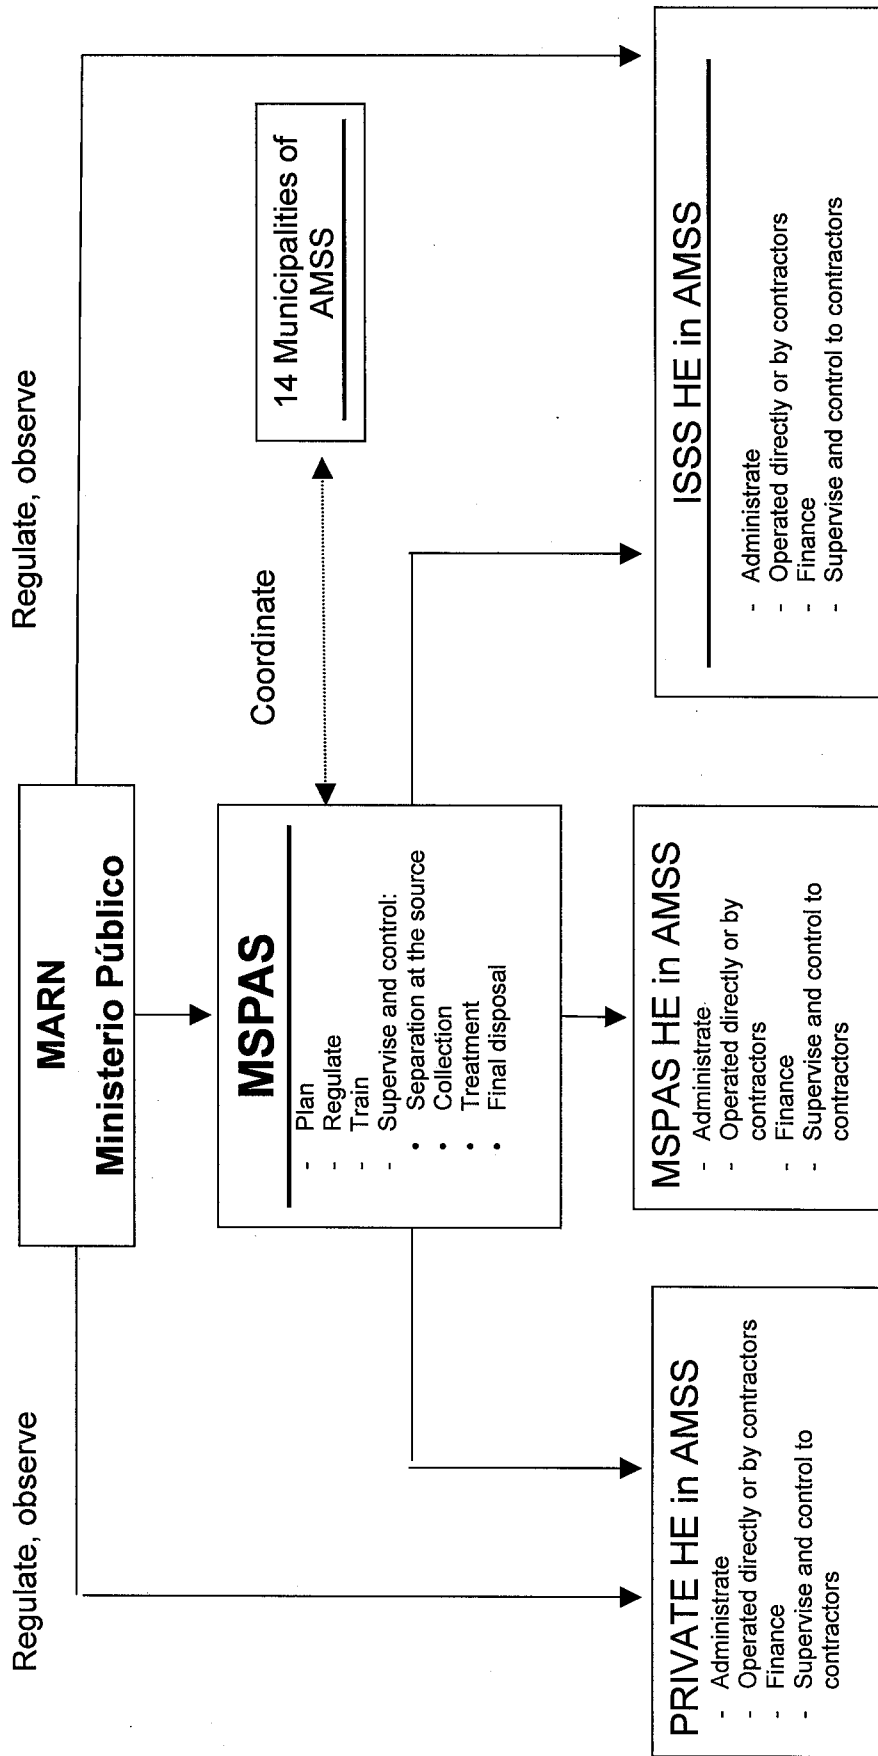 Regulate, observe
Regulate, observe
MARN
Ministerio Público
Coordinate
14 Municipalities of
AMSS
MSPAS
- Plan
- Regulate
- Train
- Supervise and control:
• Separation at the source
• Collection
• Treatment
• Final disposal
PRIVATE HE in AMSS
- Administrate
- Operated directly or by contractors
- Finance
- Supervise and control to
contractors
MSPAS HE in AMSS
- Administrate
- Operated directly or by
contractors
- Finance
- Supervise and control to
contractors
ISSS HE in AMSS
- Administrate
- Operated directly or by contractors
- Finance
- Supervise and control to contractors